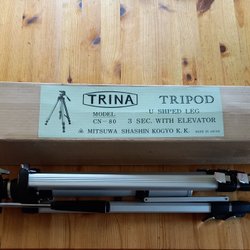 TRINA TRIPOD
MODEL U SHPED LEG
CN-80 3 SEC. WITH ELEVATOR
MITSUWA SHASHIN KOGYO K.K. MADE IN JAPAN